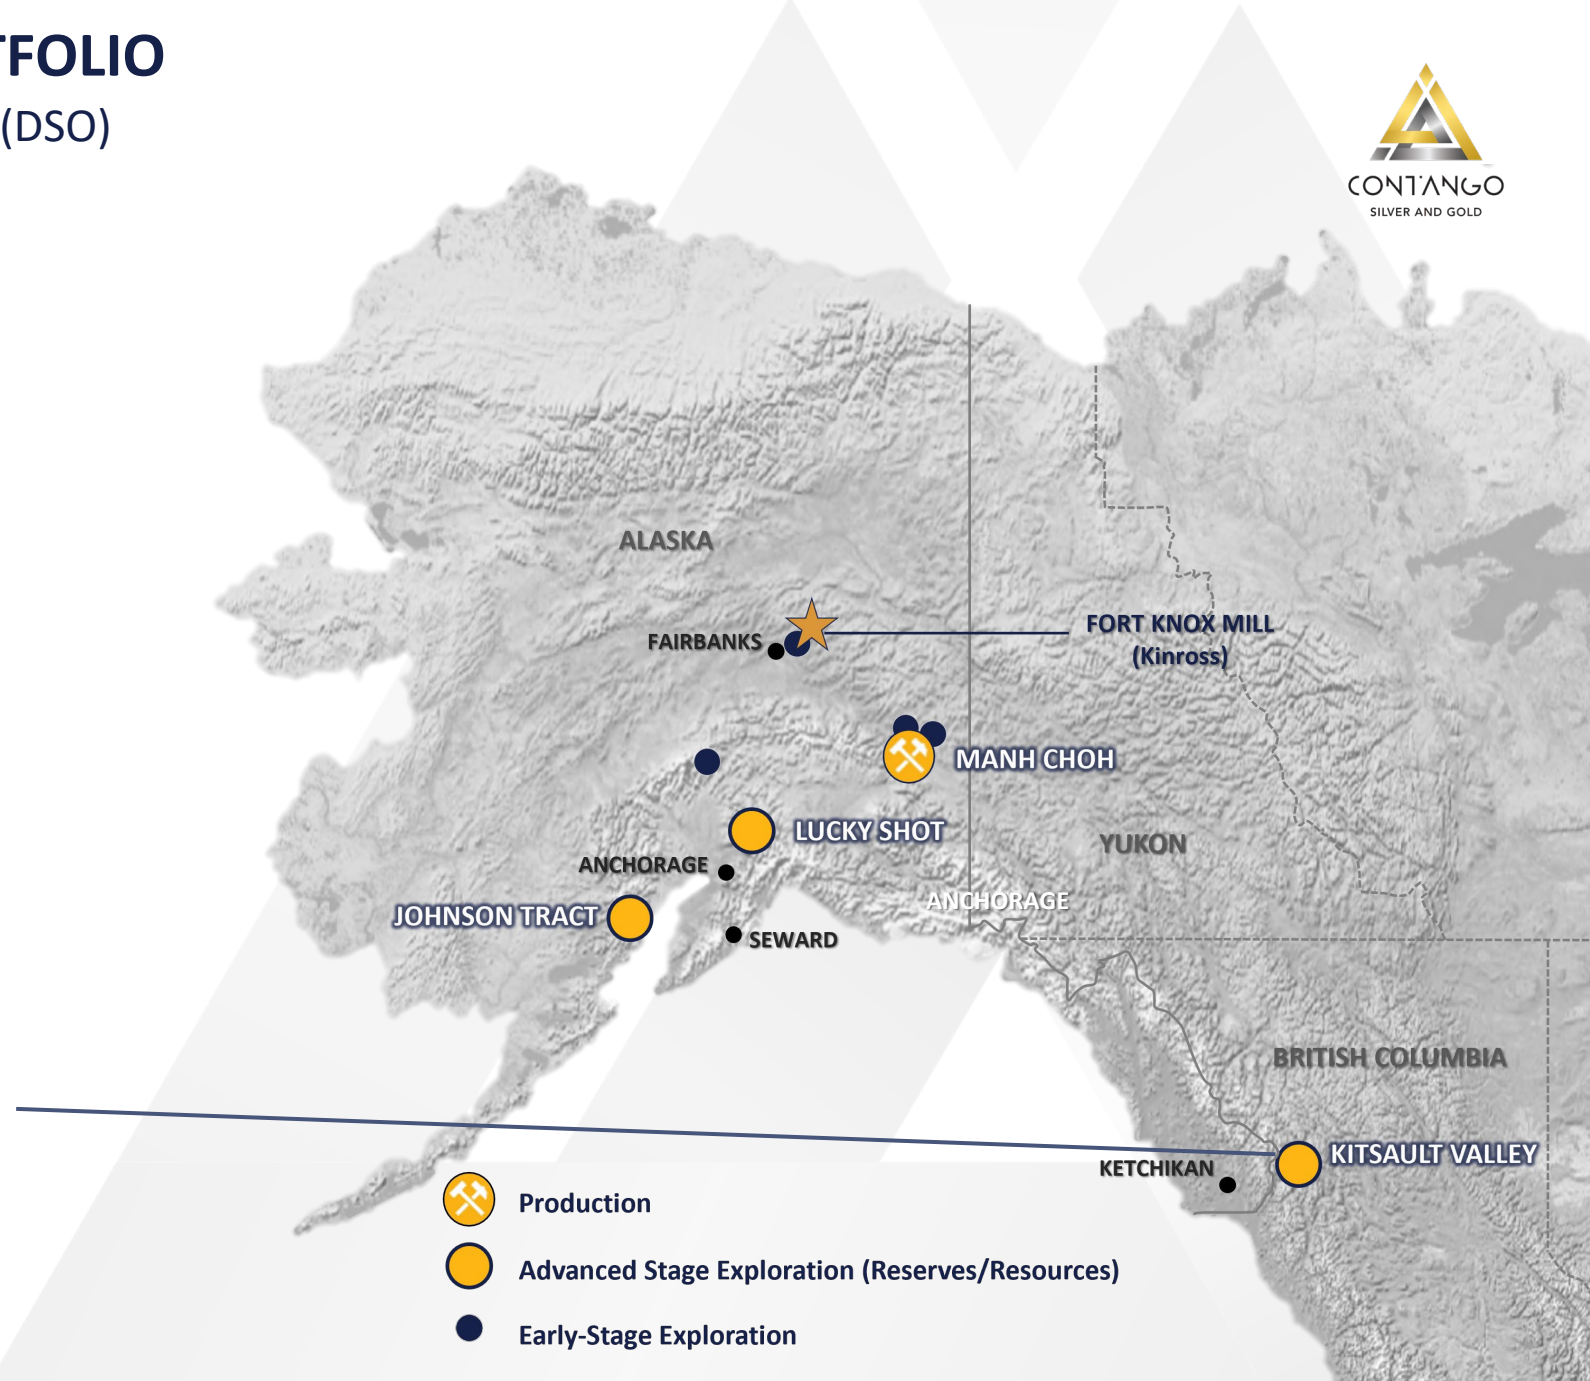 TFOLIO
(DSO)
CONTANGO
SILVER AND GOLD
ALASKA
FAIRBANKS
FORT KNOX MILL
(Kinross)
MANH CHOH
LUCKY SHOT
YUKON
ANCHORAGE
ANCHORAGE
JOHNSON TRACT
SEWARD
BRITISH COLUMBIA
KITSAULT VALLEY
KETCHIKAN
Production
Advanced Stage Exploration (Reserves/Resources)
Early-Stage Exploration